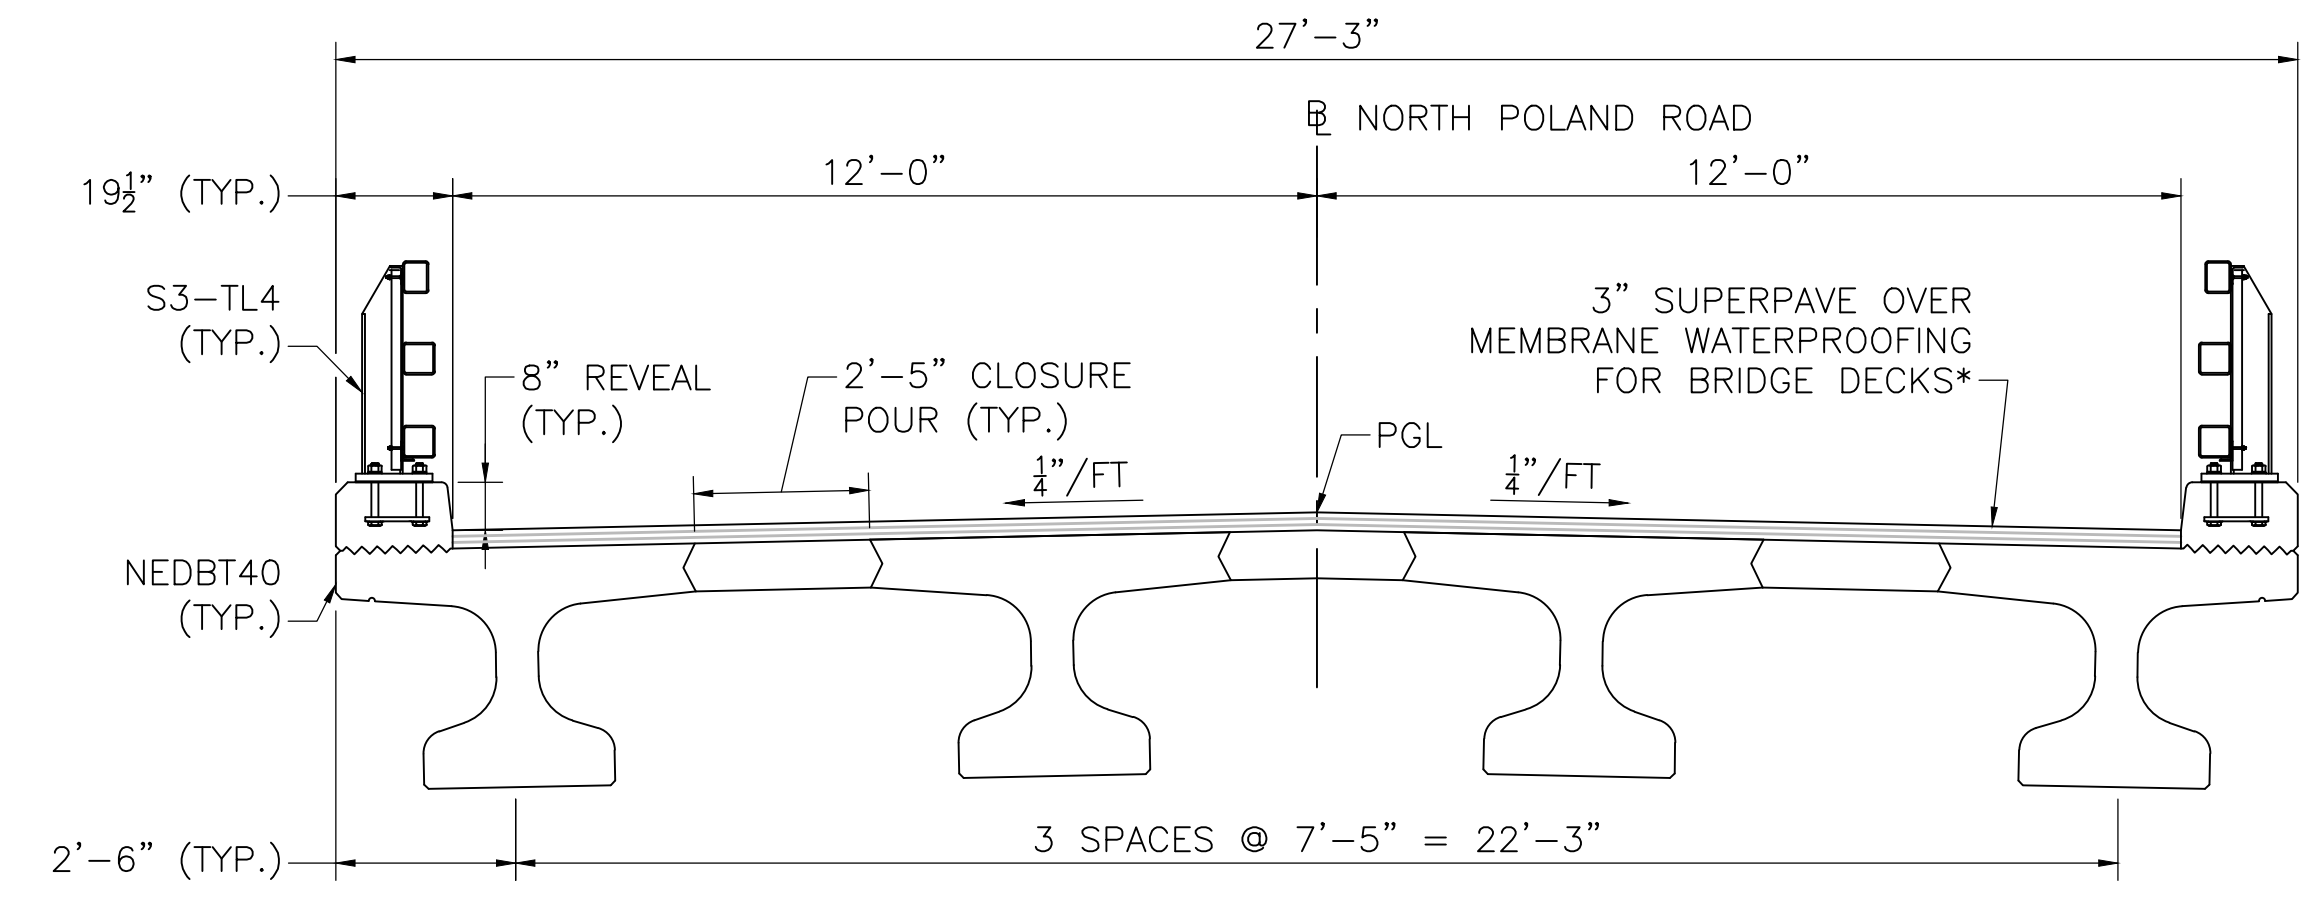 27'-3"
℄ NORTH POLAND ROAD
19½" (TYP.)
12'-0"
12'-0"
S3-TL4
(TYP.)
3" SUPERPAVE OVER
MEMBRANE WATERPROOFING
FOR BRIDGE DECKS*
8" REVEAL
(TYP.)
2'-5" CLOSURE
POUR (TYP.)
PGL
¼"/FT
¼"/FT
NEDBT40
(TYP.)
3 SPACES @ 7'-5" = 22'-3"
2'-6" (TYP.)